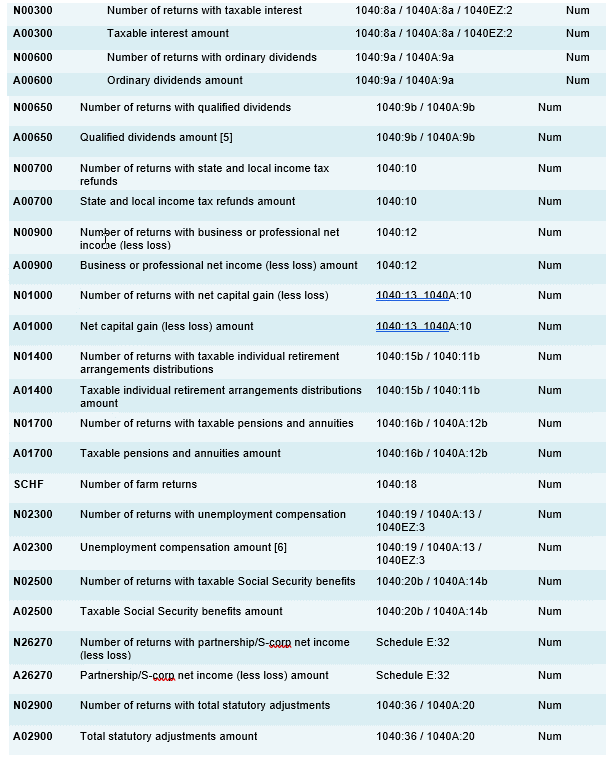 N00300 Number of returns with taxable interest 1040:8a / 1040A:8a / 1040EZ:2 Num
A00300 Taxable interest amount 1040:8a / 1040A:8a / 1040EZ:2 Num
N00600 Number of returns with ordinary dividends 1040:9a / 1040A:9a Num
A00600 Ordinary dividends amount 1040:9a / 1040A:9a Num
N00650 Number of returns with qualified dividends 1040:9b / 1040A:9b Num
A00650 Qualified dividends amount [5] 1040:9b / 1040A:9b Num
N00700 Number of returns with state and local income tax 1040:10 Num
refunds
A00700 State and local income tax refunds amount 1040:10 Num
N00900 Number of returns with business or professional net 1040:12 Num
income (less loss)
A00900 Business or professional net income (less loss) amount 1040:12 Num
N01000 Number of returns with net capital gain (less loss) 1040:13 1040A:10 Num
A01000 Net capital gain (less loss) amount 1040:13 1040A:10 Num
N01400 Number of returns with taxable individual retirement 1040:15b / 1040:11b Num
arrangements distributions
A01400 Taxable individual retirement arrangements distributions 1040:15b / 1040:11b Num
amount
N01700 Number of returns with taxable pensions and annuities 1040:16b / 1040A:12b Num
A01700 Taxable pensions and annuities amount 1040:16b / 1040A:12b Num
SCHF Number of farm returns 1040:18 Num
N02300 Number of returns with unemployment compensation 1040:19 / 1040A:13 / Num
1040EZ:3
A02300 Unemployment compensation amount [6] 1040:19 / 1040A:13 / Num
1040EZ:3
N02500 Number of returns with taxable Social Security benefits 1040:20b / 1040A:14b Num
A02500 Taxable Social Security benefits amount 1040:20b / 1040A:14b Num
N26270 Number of returns with partnership/S-corp net income Schedule E:32 Num
(less loss)
A26270 Partnership/S-corp net income (less loss) amount Schedule E:32 Num
N02900 Number of returns with total statutory adjustments 1040:36 / 1040A:20 Num
A02900 Total statutory adjustments amount 1040:36 / 1040A:20 Num